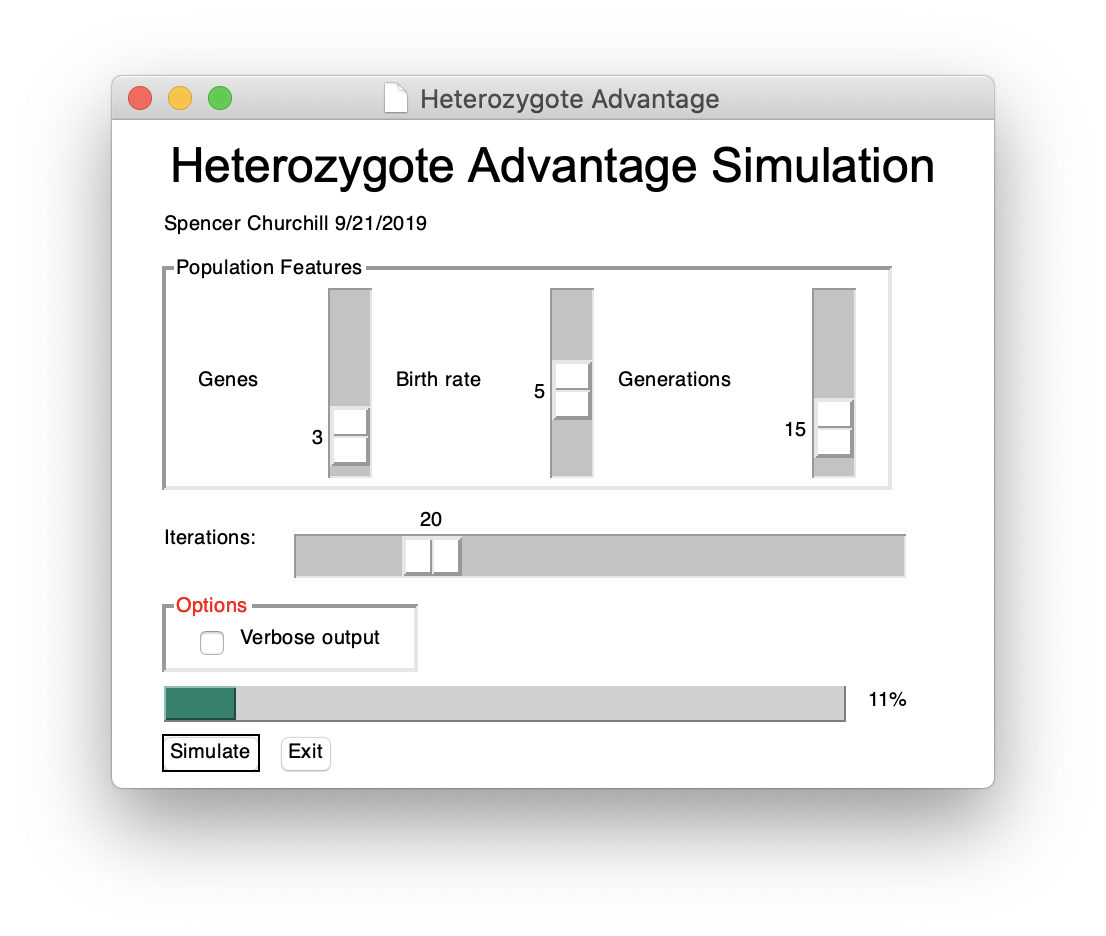 Heterozygote Advantage
Heterozygote Advantage Simulation
Spencer Churchill 9/21/2019
Population Features
Genes
3
Birth rate
5
Generations
15
20
Iterations:
Options
Verbose output
11%
Simulate
Exit